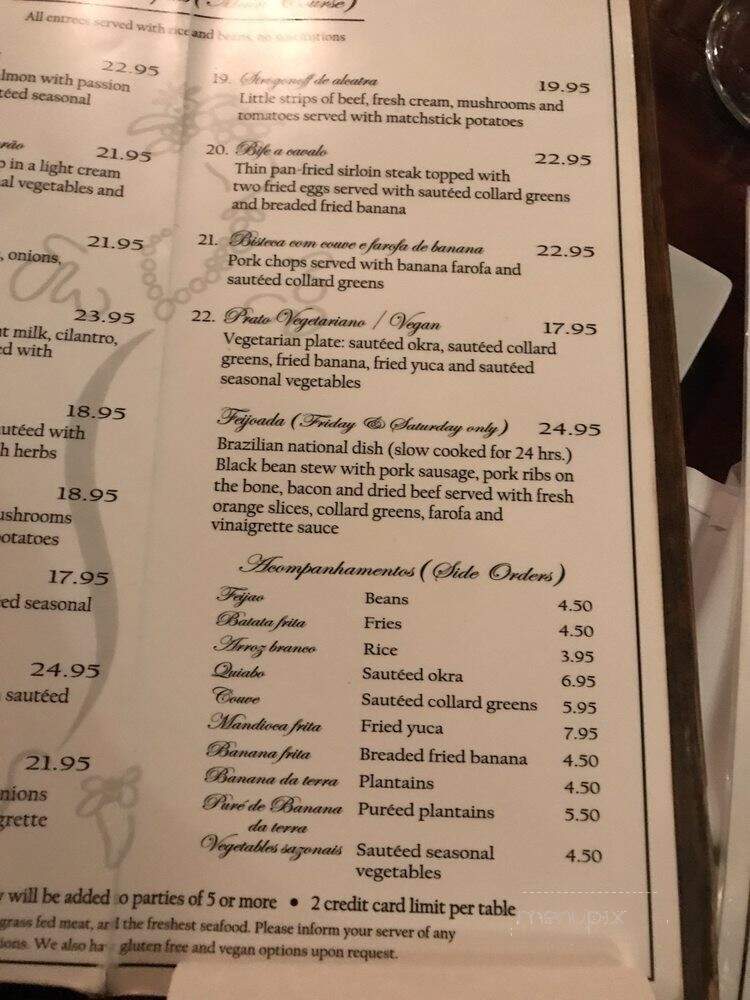 (Main Course)
All entrees served with rice and beans, no substitutions
22.95
lmon with passion
téed seasonal
rão
21.95
o in a light cream
al vegetables and
21.95
, onions,
23.95
ut milk, cilantro,
ed with
18.95
utéed with
h herbs
18.95
ushrooms
otatoes
17.95
ed seasonal
24.95
sautéed
21.95
nions
grette
19. Strogonoff de alcatra 19.95
Little strips of beef, fresh cream, mushrooms and
tomatoes served with matchstick potatoes
20. Bife a cavalo 22.95
Thin pan-fried sirloin steak topped with
two fried eggs served with sautéed collard greens
and breaded fried banana
21. Bisteca com couve e farofa de banana 22.95
Pork chops served with banana farofa and
sautéed collard greens
22. Prato Vegetariano / Vegan 17.95
Vegetarian plate: sautéed okra, sautéed collard
greens, fried banana, fried yuca and sautéed
seasonal vegetables
Feijoada (Friday & Saturday only) 24.95
Brazilian national dish (slow cooked for 24 hrs.)
Black bean stew with pork sausage, pork ribs on
the bone, bacon and dried beef served with fresh
orange slices, collard greens, farofa and
vinaigrette sauce
Acompanhamentos (Side Orders)
Feijao Beans 4.50
Batata frita Fries 4.50
Arroz branco Rice 3.95
Quiabo Sautéed okra 6.95
Couve Sautéed collard greens 5.95
Mandioca frita Fried yuca 7.95
Banana frita Breaded fried banana 4.50
Banana da terra Plantains 4.50
Puré de Banana Puréed plantains 5.50
da terra
Vegetables sazonais Sautéed seasonal 4.50
vegetables
y will be added to parties of 5 or more • 2 credit card limit per table
grass fed meat, and the freshest seafood. Please inform your server of any
ions. We also ha gluten free and vegan options upon request.
menupix